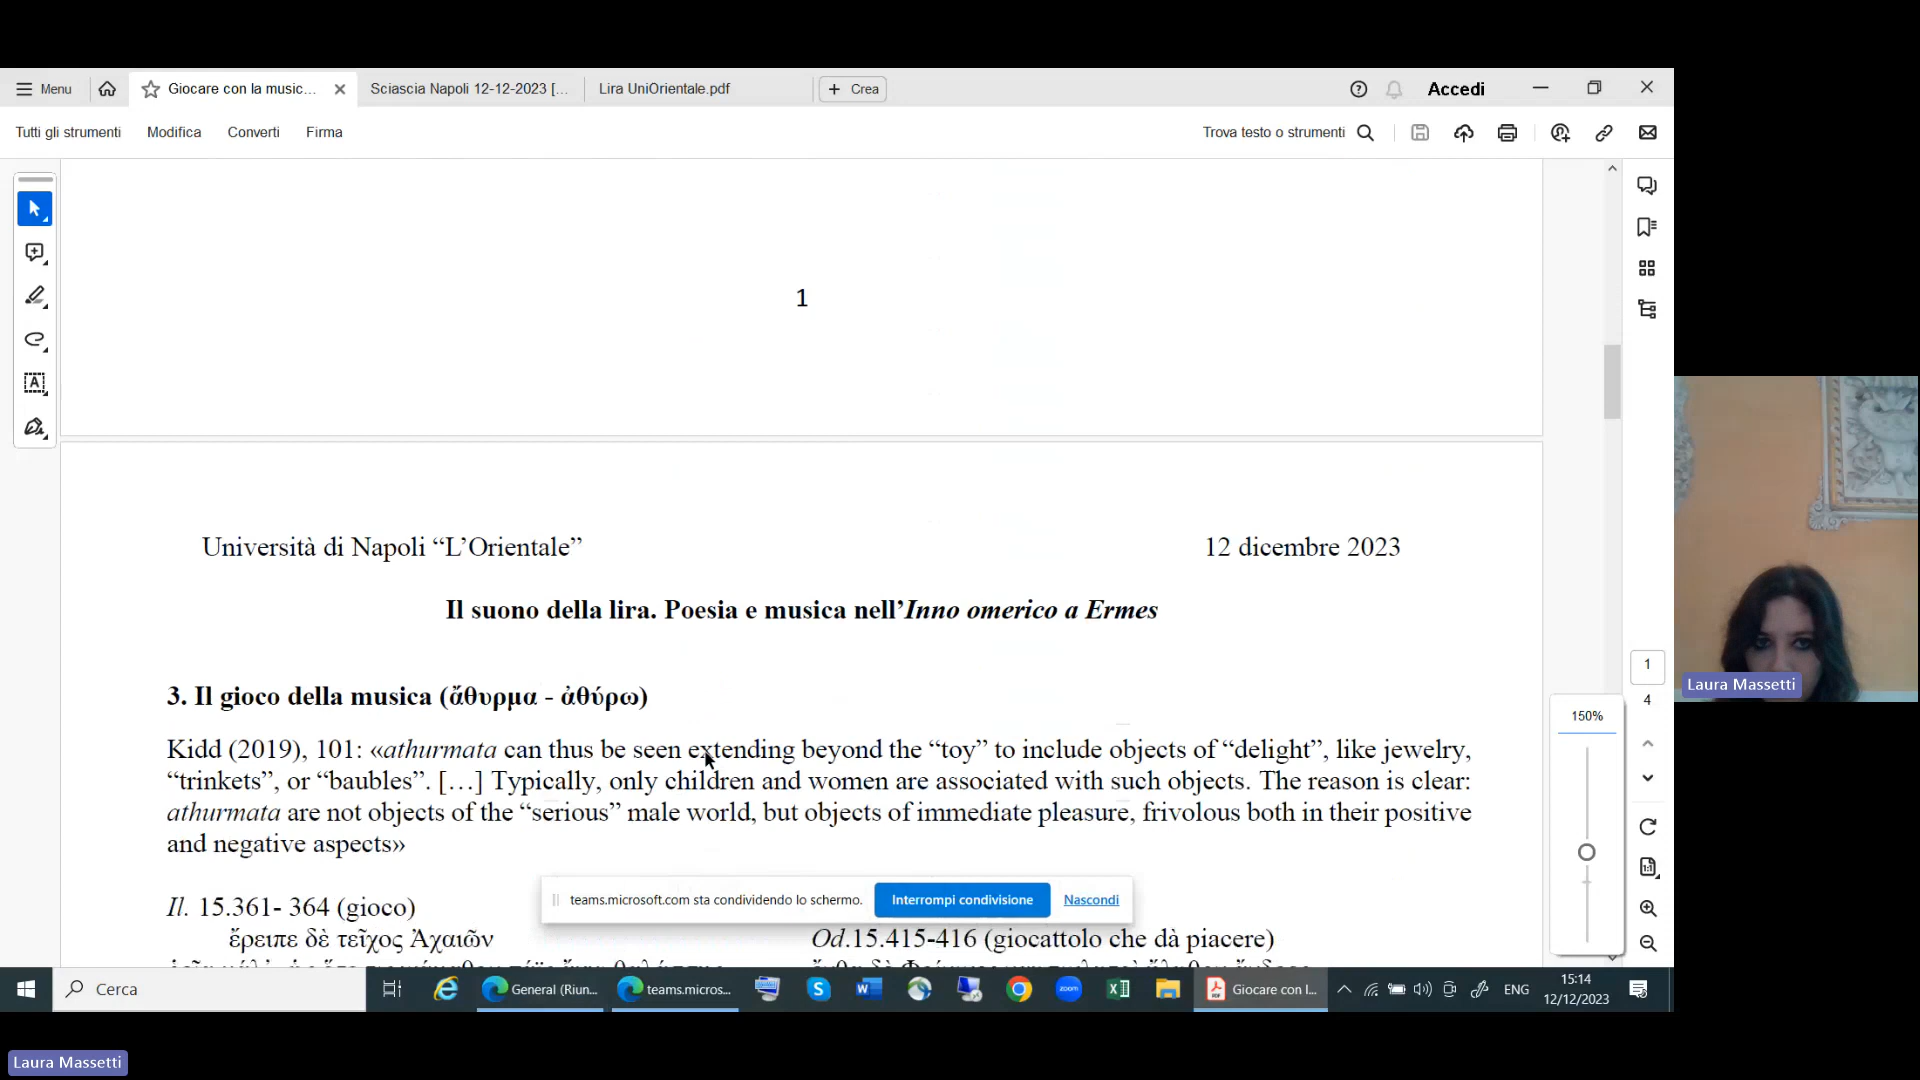 Menu
Giocare con la music...
Sciascia Napoli 12-12-2023 [...
Lira UniOrientale.pdf
Crea
Accedi
Tutti gli strumenti
Modifica
Converti
Firma
Trova testo o strumenti
1
Università di Napoli “L’Orientale”
12 dicembre 2023
Il suono della lira. Poesia e musica nell’Inno omerico a Ermes
3. Il gioco della musica (ἄθυρμα - ἀθύρω)
Kidd (2019), 101: «athurmata can thus be seen extending beyond the “toy” to include objects of “delight”, like jewelry,
“trinkets”, or “baubles”. […] Typically, only children and women are associated with such objects. The reason is clear:
athurmata are not objects of the “serious” male world, but objects of immediate pleasure, frivolous both in their positive
and negative aspects»
Il. 15.361- 364 (gioco)
ἔρειπε δὲ τεῖχος Ἀχαιῶν
Od.15.415-416 (giocattolo che dà piacere)
teams.microsoft.com sta condividendo lo schermo.
Interrompi condivisione
Nascondi
1
4
150%
Laura Massetti
Cerca
General (Riun...
teams.micros...
zoom
Giocare con l...
ENG
15:14
12/12/2023
Laura Massetti